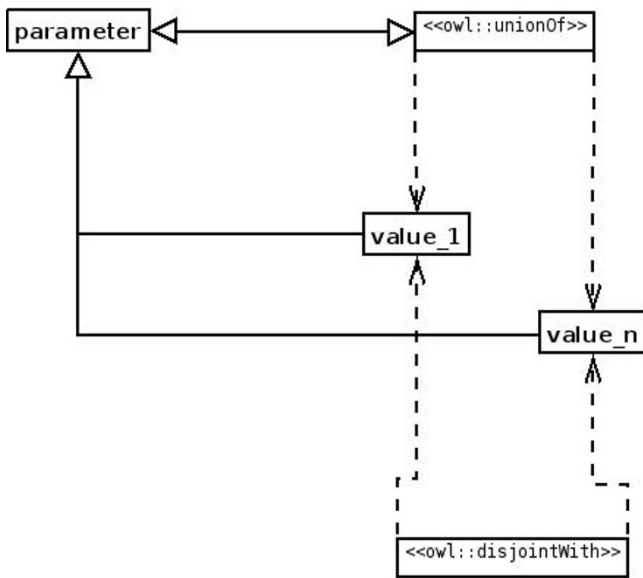 parameter
<<owl::unionOf>>
value_1
value_n
<<owl::disjointWith>>